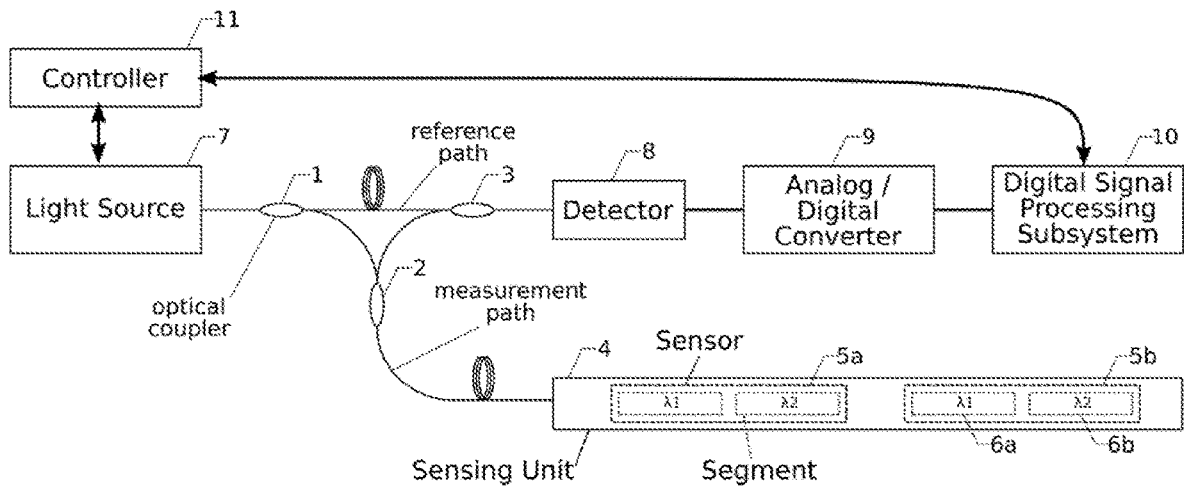 11
Controller
7
Light Source
1
reference
path
3
8
Detector
9
Analog /
Digital
Converter
10
Digital Signal
Processing
Subsystem
optical
coupler
2
measurement
path
4
Sensor
5a
5b
λ1
λ2
λ1
λ2
6a
6b
Sensing Unit
Segment